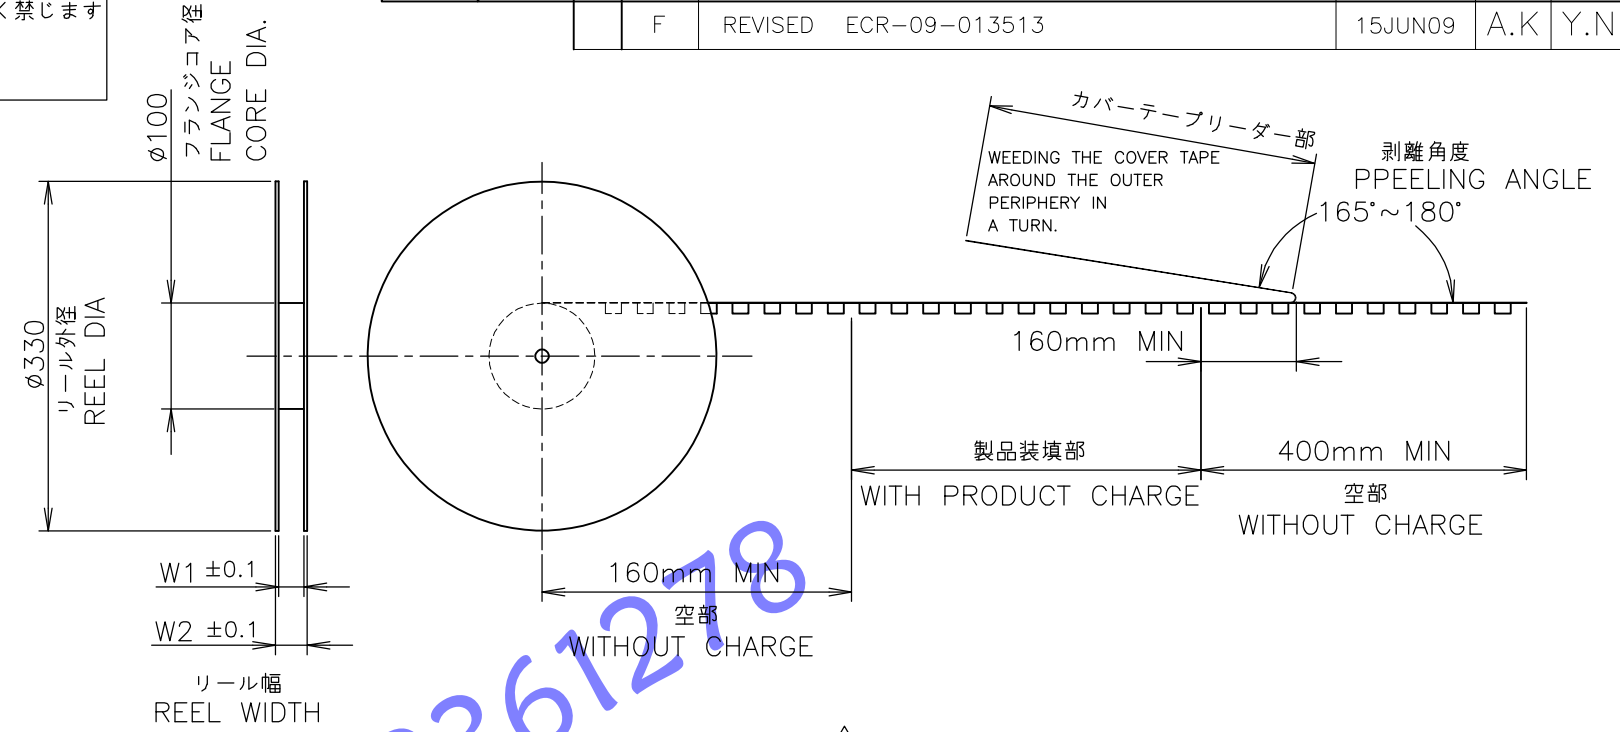 く禁じます
F REVISED ECR-09-013513 15JUN09 A.K Y.N
φ100
フランジコア径
FLANGE
CORE DIA.
φ330
リール外径
REEL DIA
W1 ±0.1
W2 ±0.1
リール幅
REEL WIDTH
カバーテープリーダー部
WEEDING THE COVER TAPE
AROUND THE OUTER
PERIPHERY IN
A TURN.
剥離角度
PPEELING ANGLE
165°~180°
160mm MIN
製品装填部
WITH PRODUCT CHARGE
400mm MIN
空部
WITHOUT CHARGE
160mm MIN
空部
WITHOUT CHARGE
361278